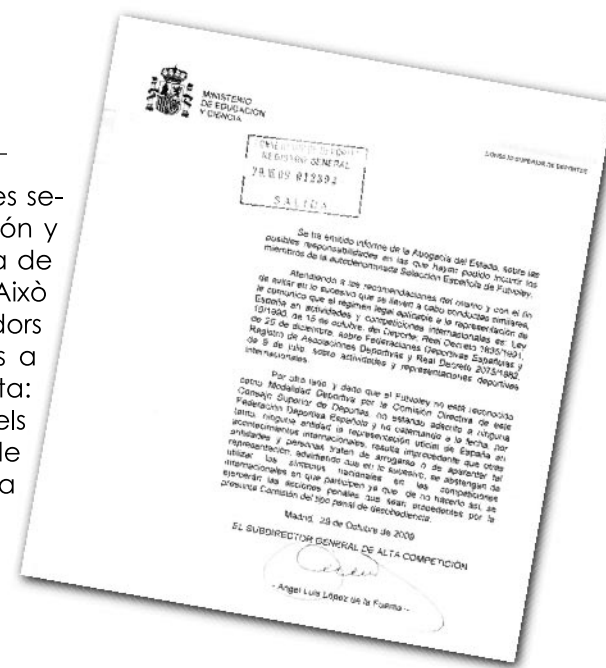 es se-
ón y
a de
Això
dors
s a
ta:
els
de
a
MINISTERIO
DE EDUCACIÓN
Y CIENCIA
CONSEJO SUPERIOR DE DEPORTES
REGISTRO GENERAL
SALIDA
Se ha emitido informe de la Abogacía del Estado, sobre las
posibles responsabilidades en las que hayan podido incurrir los
miembros de la autodenominada Selección Española de Futvoley.
Atendiendo a las recomendaciones del mismo y con el fin
de evitar en lo sucesivo que se lleven a cabo conductas similares,
le comunico que el régimen legal aplicable a la representación de
España en actividades y competiciones internacionales es: Ley
10/1990, de 15 de octubre, del Deporte; Real Decreto 1835/1991,
de 20 de diciembre, sobre Federaciones Deportivas Españolas y
Registro de Asociaciones Deportivas y Real Decreto 2075/1982,
de 9 de julio, sobre actividades y representaciones deportivas
internacionales.
Por otro lado, y dado que el Futvoley no está reconocido
como Modalidad Deportiva por la Comisión Directiva de este
Consejo Superior de Deportes, no estando adscrito a ninguna
Federación Deportiva Española y no ostentando a la fecha, por
tanto, ninguna entidad la representación oficial de España en
acontecimientos internacionales, resulta improcedente que otras
entidades y personas traten de arrogarse o de aparentar tal
representación, advirtiendo que en lo sucesivo, se abstengan de
utilizar los símbolos nacionales en las competiciones
internacionales en que participen ya que de no hacerlo así, se
ejercerán las acciones penales que sean procedentes por la
presunta Comisión del tipo penal de desobediencia.
Madrid, 29 de Octubre de 2009
EL SUBDIRECTOR GENERAL DE ALTA COMPETICIÓN
- Angel Luis López de la Fuente -